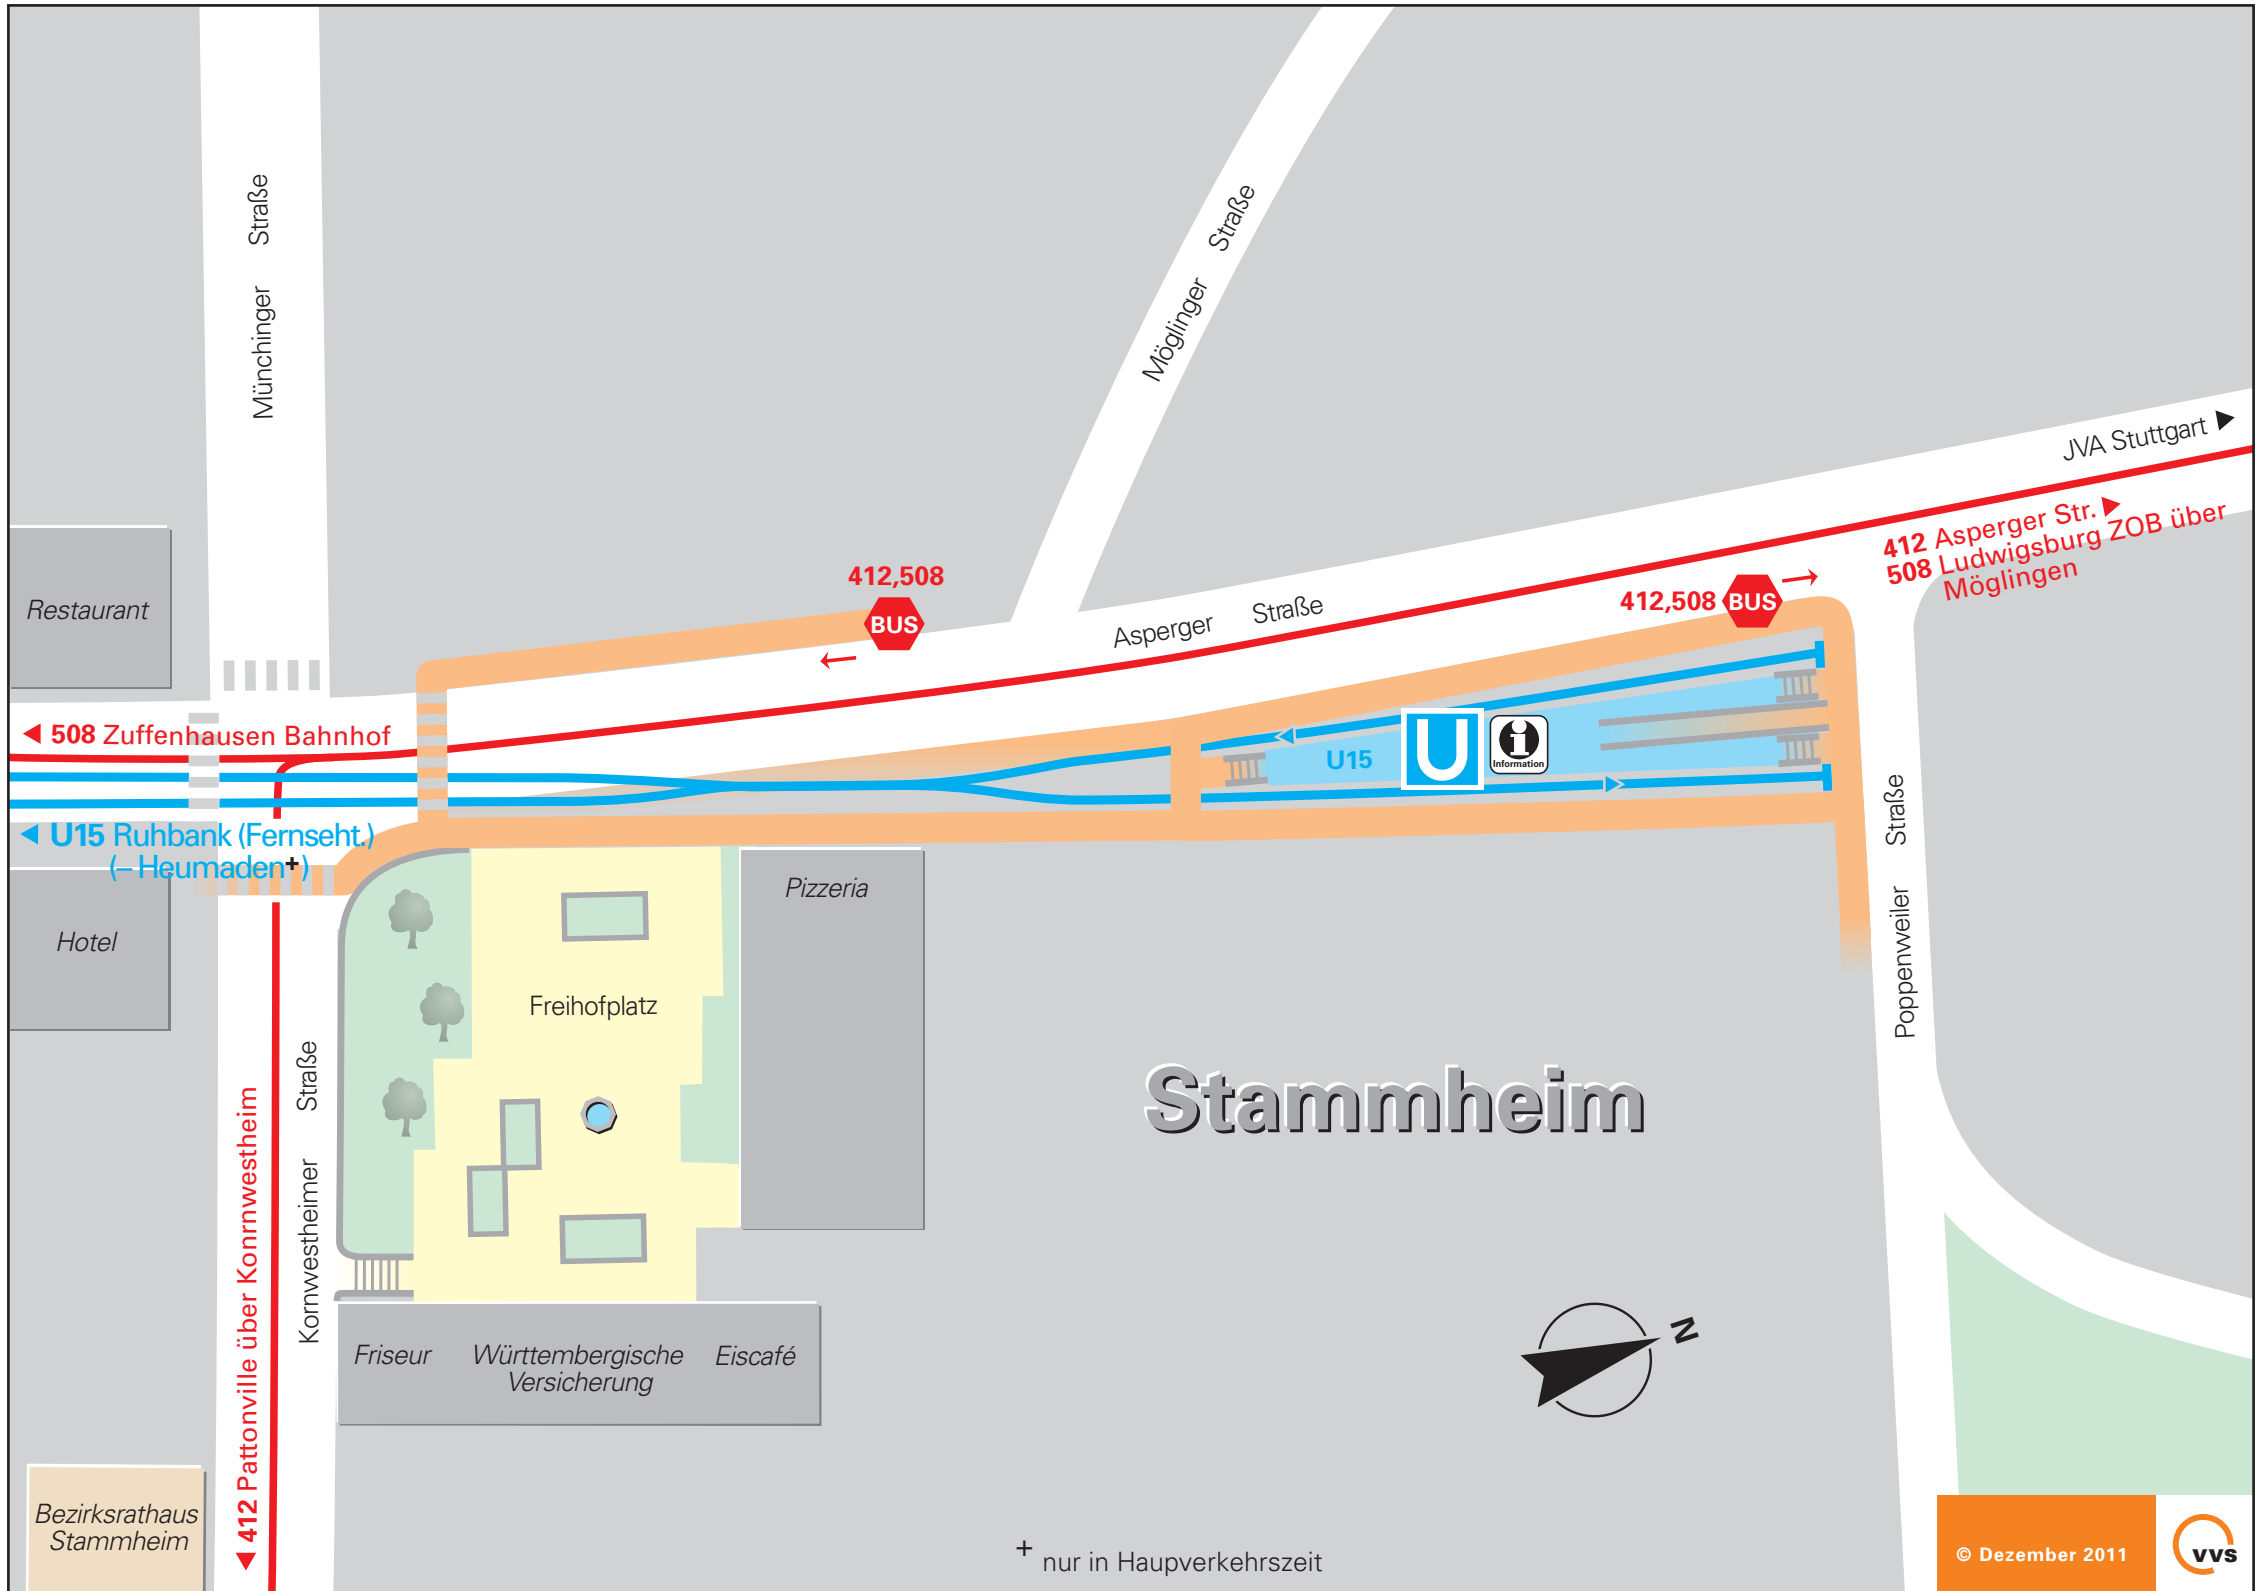 Münchinger Straße
Möglinger Straße
JVA Stuttgart
412 Asperger Str.
508 Ludwigsburg ZOB über
Möglingen
412,508
BUS
412,508 BUS
Asperger Straße
Restaurant
508 Zuffenhausen Bahnhof
U15
U
i
Information
U15 Ruhbank (Fernseht.)
(– Heumaden+)
Pizzeria
Hotel
Freihofplatz
Poppenweiler Straße
Stammheim
Kornwestheimer Straße
412 Pattonville über Konrnwestheim
N
Friseur
Württembergische
Versicherung
Eiscafé
Bezirksrathaus
Stammheim
+ nur in Haupverkehrszeit
© Dezember 2011
vvs